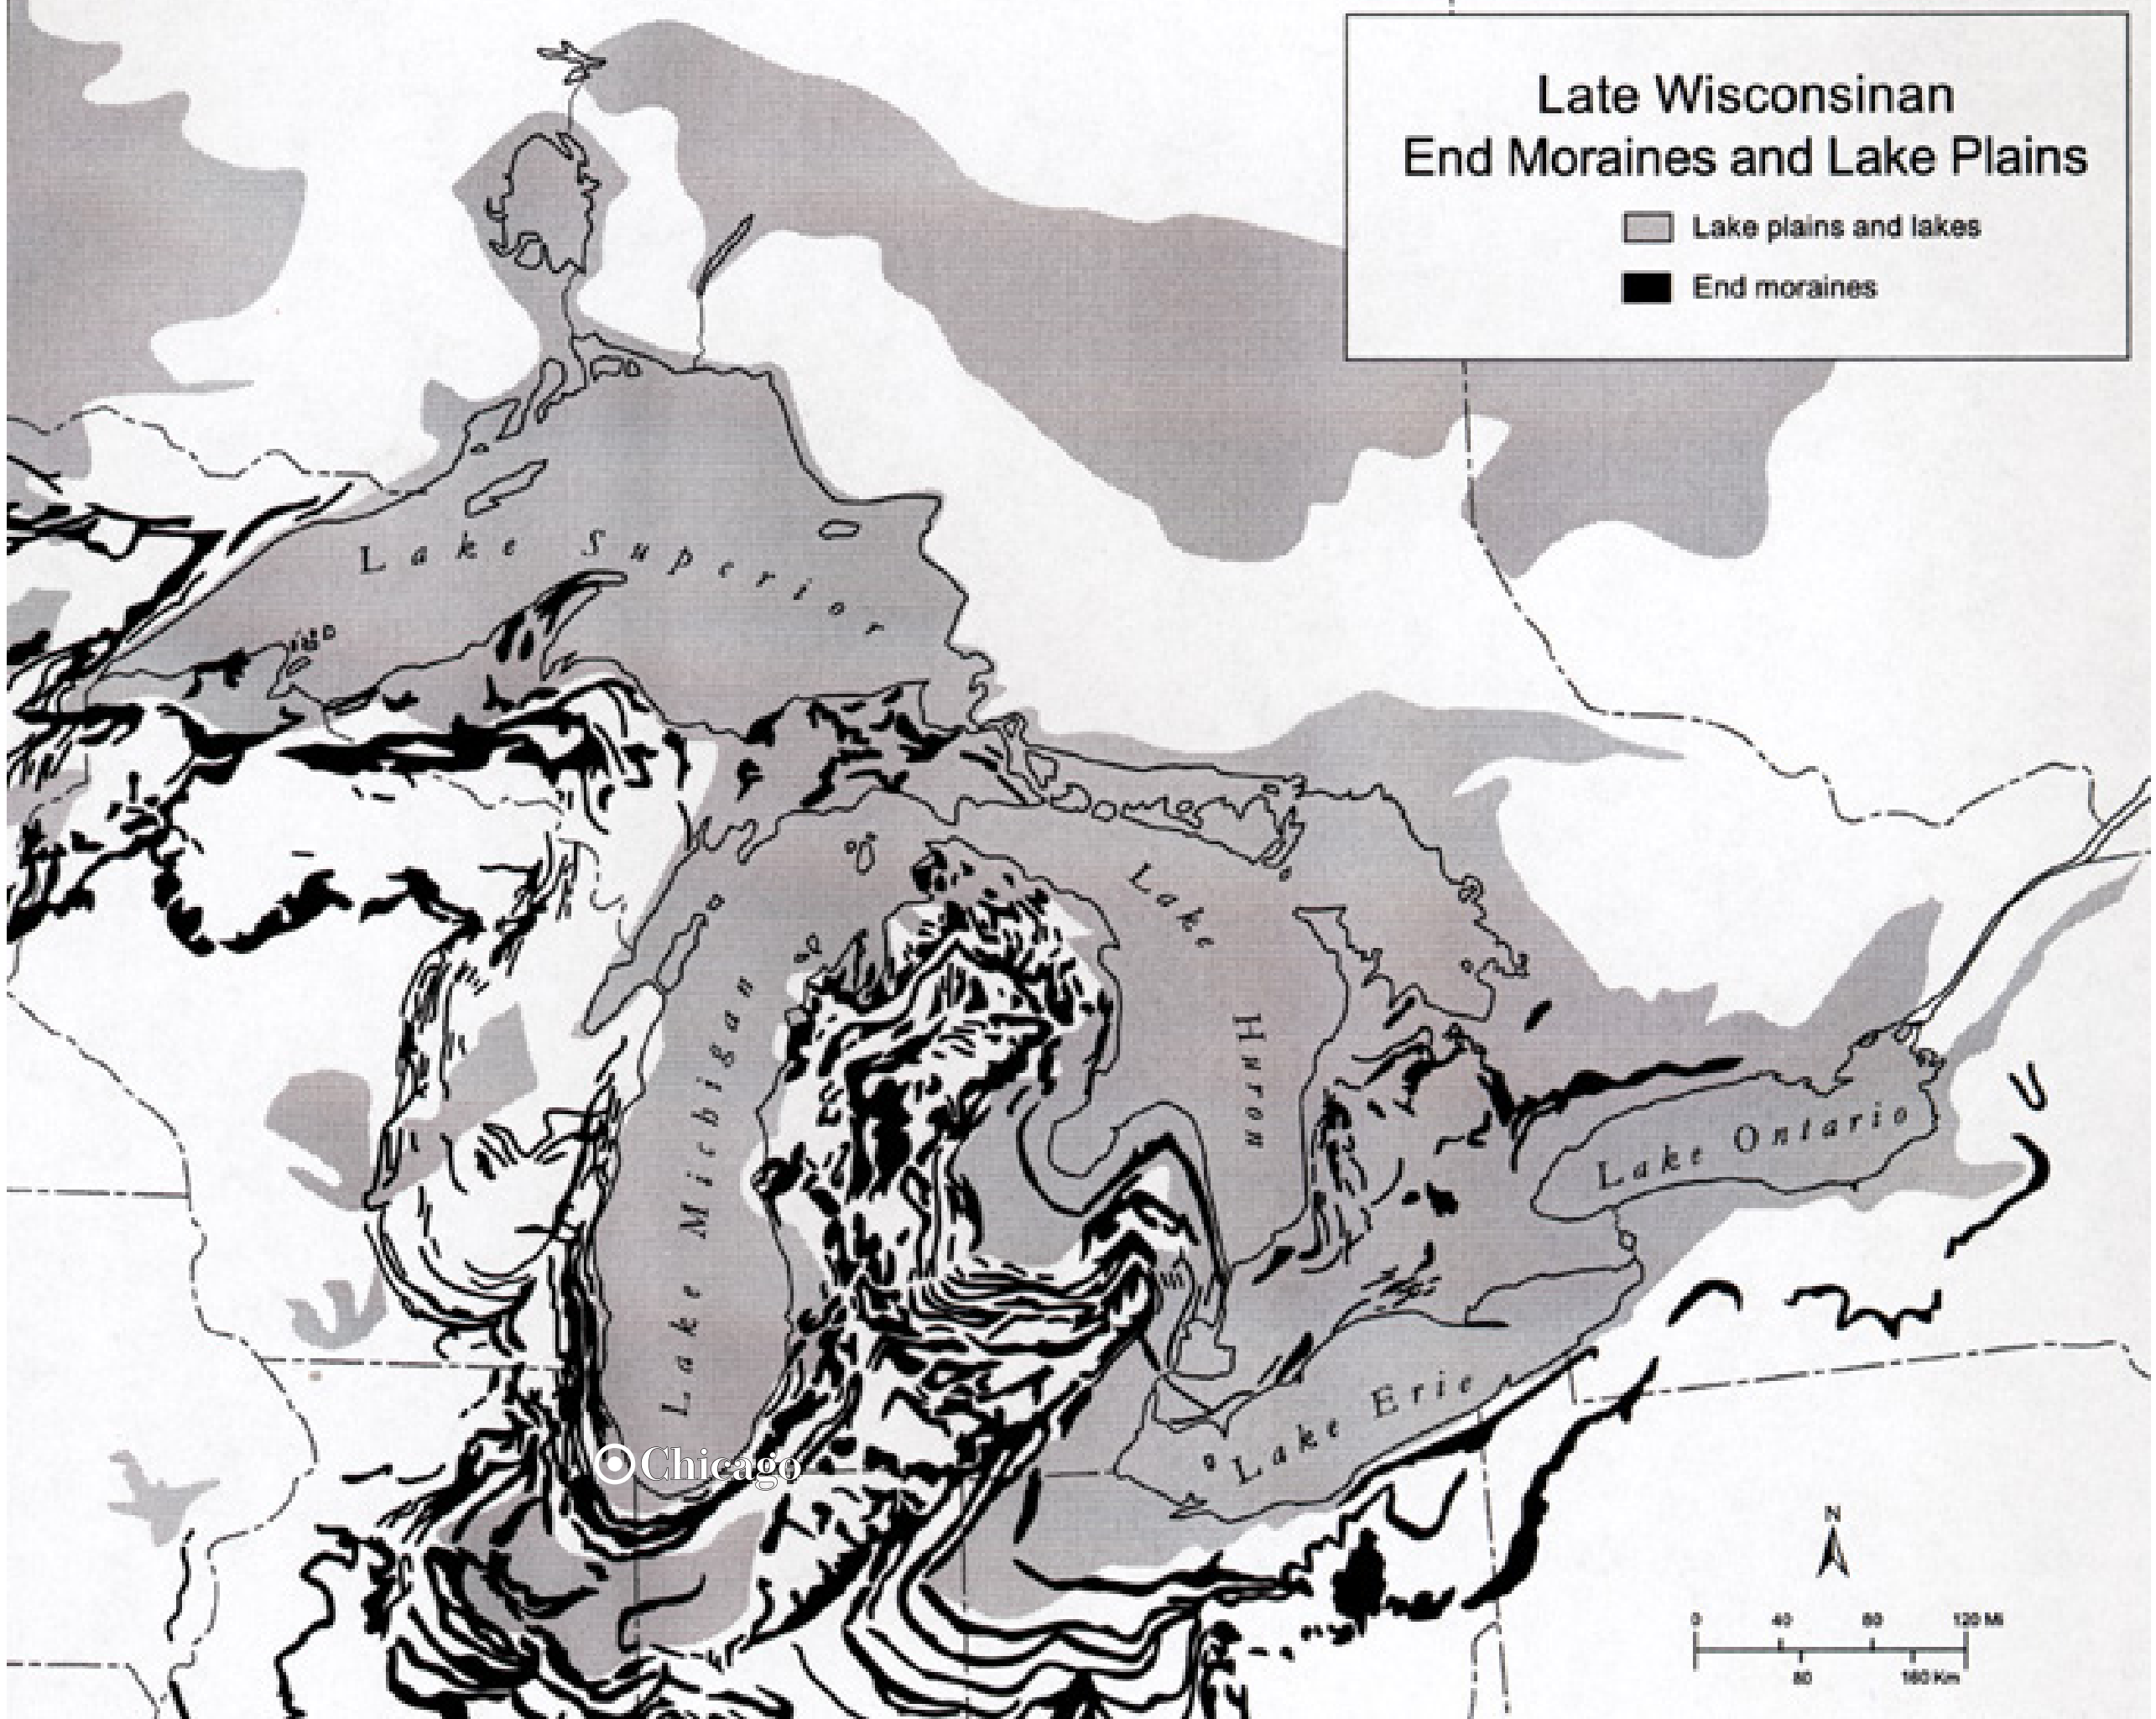 Late Wisconsinan
End Moraines and Lake Plains
Lake plains and lakes
End moraines
Lake Superior
Lake Huron
Lake Michigan
Lake Ontario
Lake Erie
Chicago
N
0 40 80 120 Mi
80 160 Km